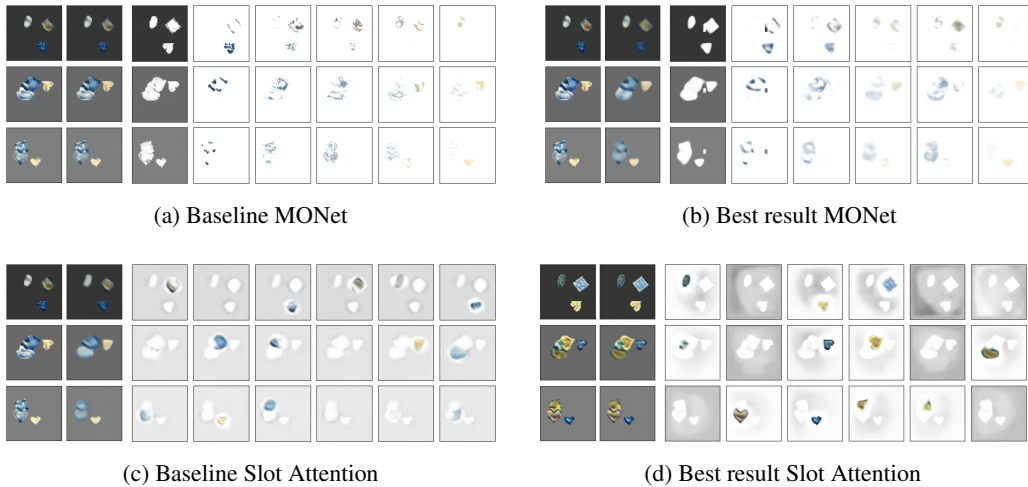 (a) Baseline MONet
(b) Best result MONet
(c) Baseline Slot Attention
(d) Best result Slot Attention